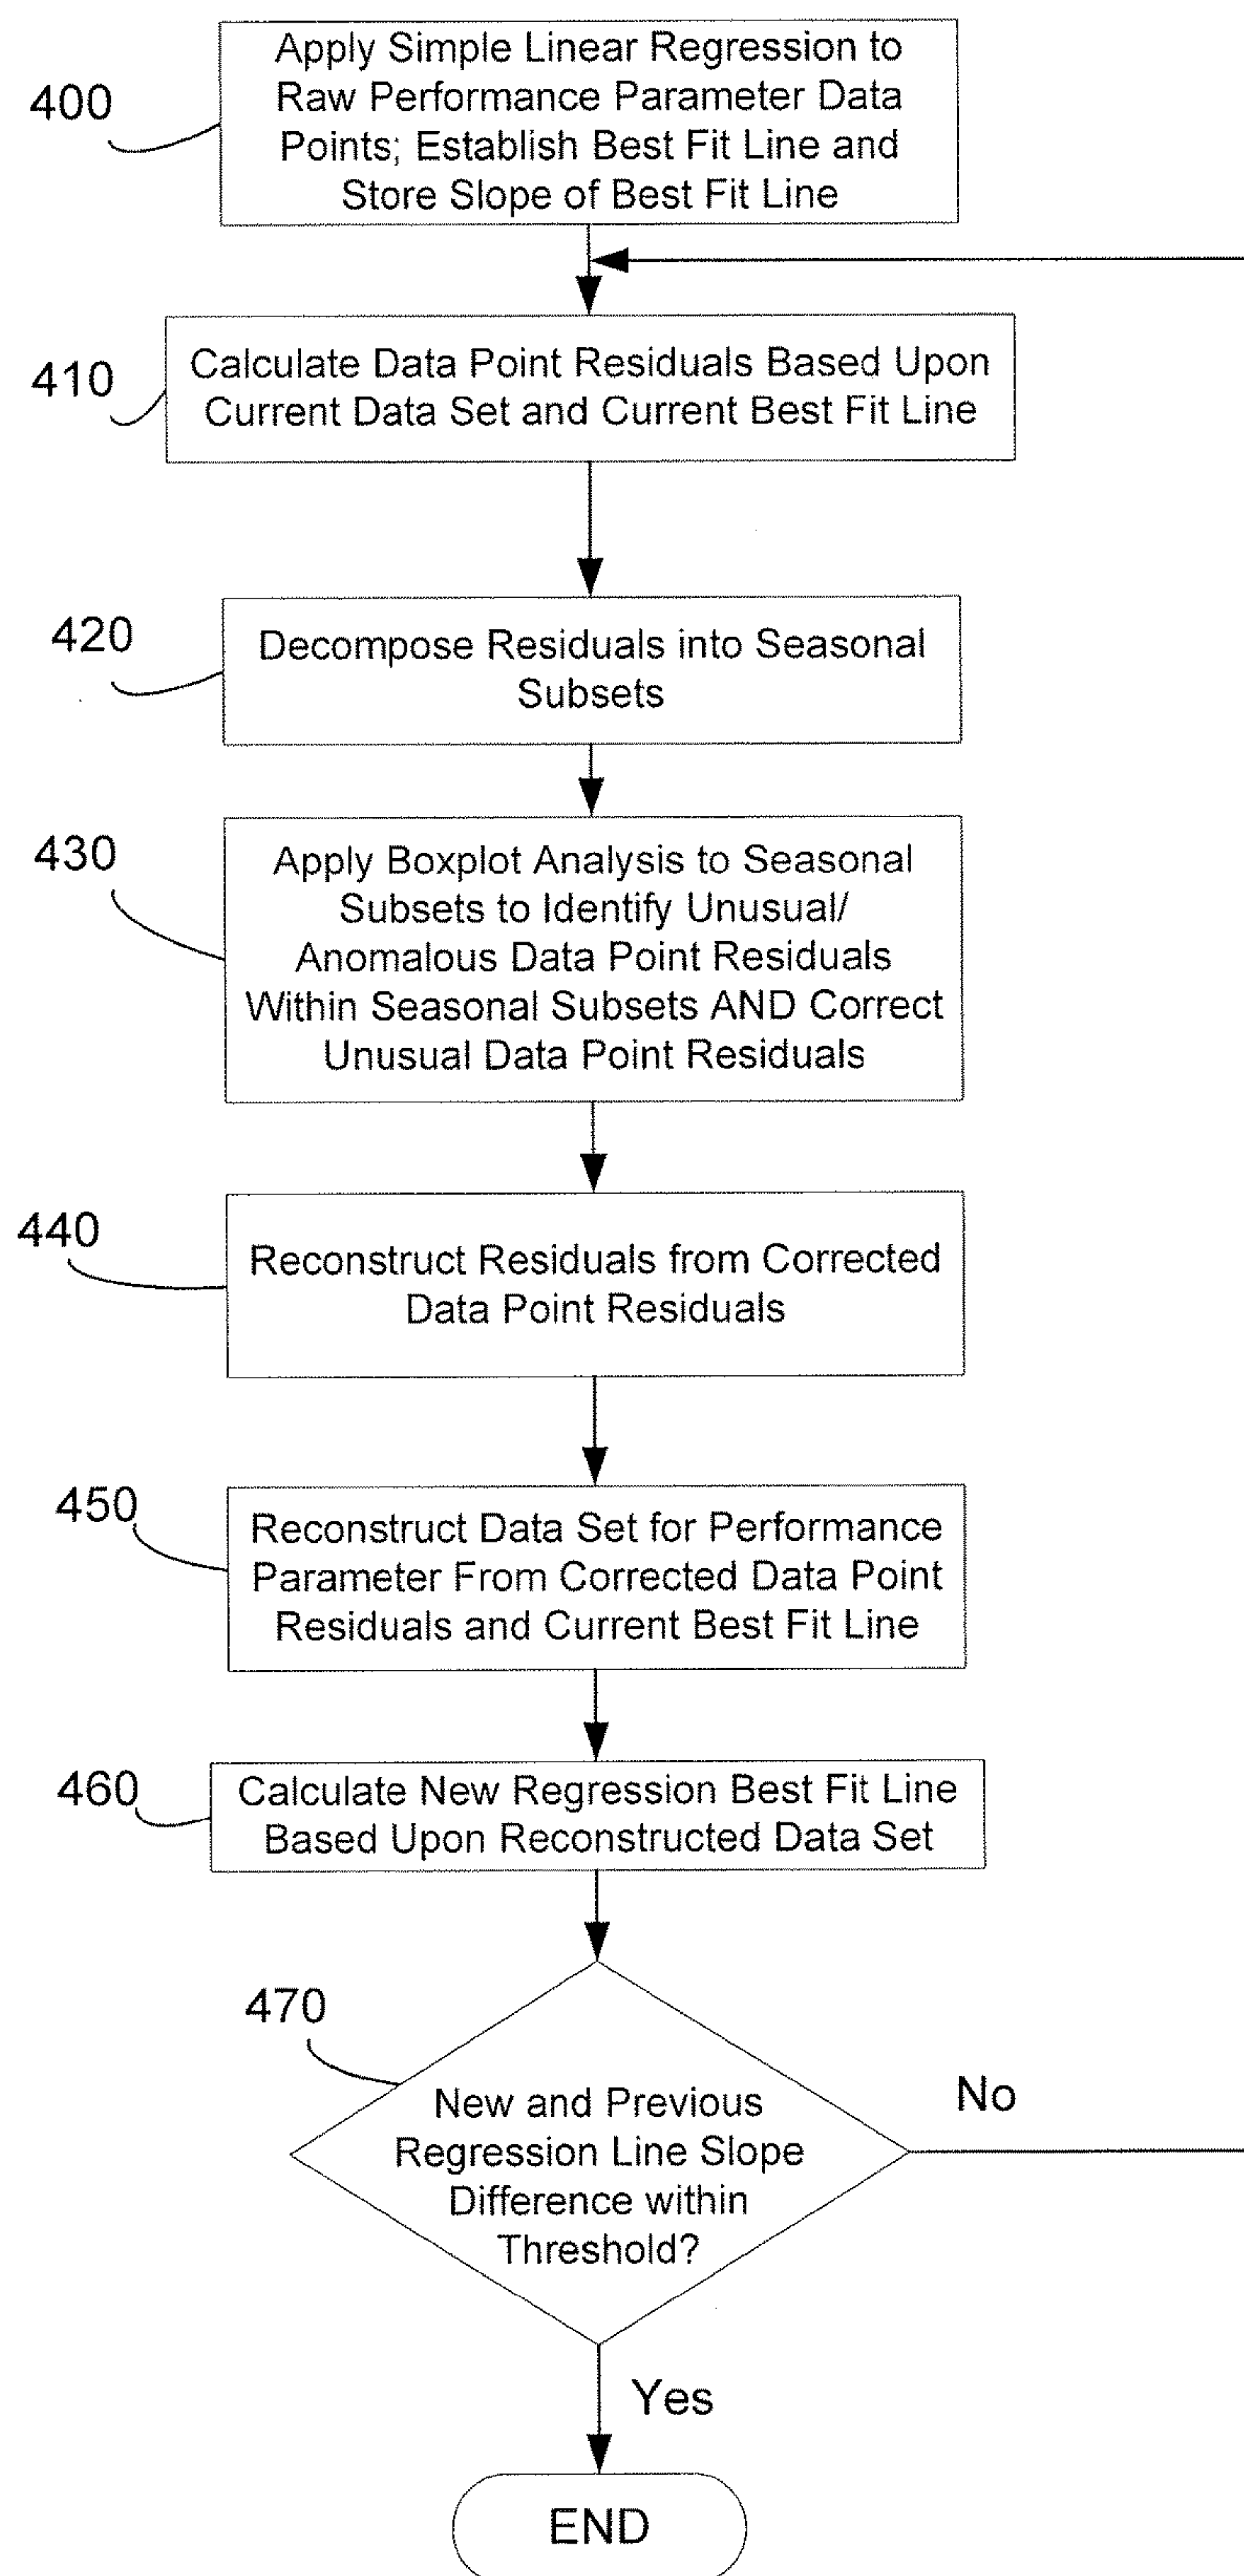 400
Apply Simple Linear Regression to
Raw Performance Parameter Data
Points; Establish Best Fit Line and
Store Slope of Best Fit Line
410
Calculate Data Point Residuals Based Upon
Current Data Set and Current Best Fit Line
420
Decompose Residuals into Seasonal
Subsets
430
Apply Boxplot Analysis to Seasonal
Subsets to Identify Unusual/
Anomalous Data Point Residuals
Within Seasonal Subsets AND Correct
Unusual Data Point Residuals
440
Reconstruct Residuals from Corrected
Data Point Residuals
450
Reconstruct Data Set for Performance
Parameter From Corrected Data Point
Residuals and Current Best Fit Line
460
Calculate New Regression Best Fit Line
Based Upon Reconstructed Data Set
470
New and Previous
Regression Line Slope
Difference within
Threshold?
No
Yes
END